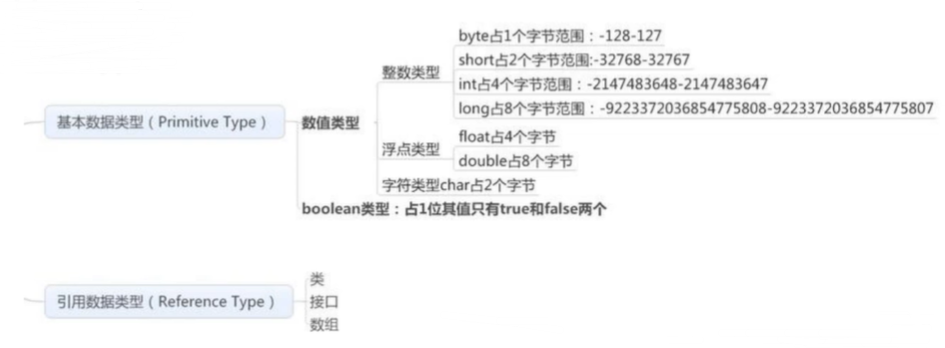 byte占1个字节范围：-128-127
short占2个字节范围:-32768-32767
整数类型
int占4个字节范围：-2147483648-2147483647
long占8个字节范围：-9223372036854775808-9223372036854775807
基本数据类型（Primitive Type）
数值类型
float占4个字节
浮点类型
double占8个字节
字符类型char占2个字节
boolean类型：占1位其值只有true和false两个
类
引用数据类型（Reference Type）
接口
数组